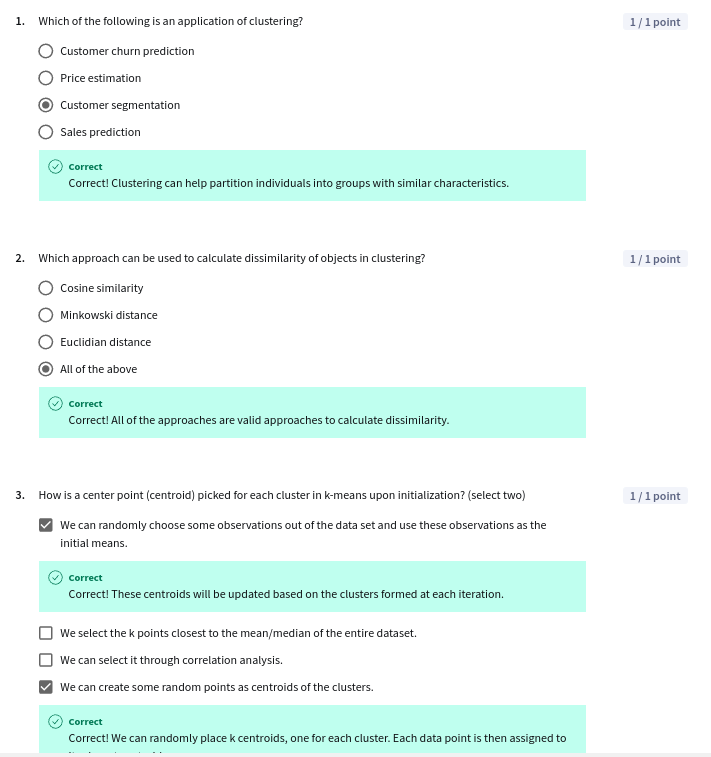 1. Which of the following is an application of clustering? 1 / 1 point
Customer churn prediction
Price estimation
Customer segmentation
Sales prediction
Correct
Correct! Clustering can help partition individuals into groups with similar characteristics.
2. Which approach can be used to calculate dissimilarity of objects in clustering? 1 / 1 point
Cosine similarity
Minkowski distance
Euclidian distance
All of the above
Correct
Correct! All of the approaches are valid approaches to calculate dissimilarity.
3. How is a center point (centroid) picked for each cluster in k-means upon initialization? (select two) 1 / 1 point
We can randomly choose some observations out of the data set and use these observations as the
initial means.
Correct
Correct! These centroids will be updated based on the clusters formed at each iteration.
We select the k points closest to the mean/median of the entire dataset.
We can select it through correlation analysis.
We can create some random points as centroids of the clusters.
Correct
Correct! We can randomly place k centroids, one for each cluster. Each data point is then assigned to